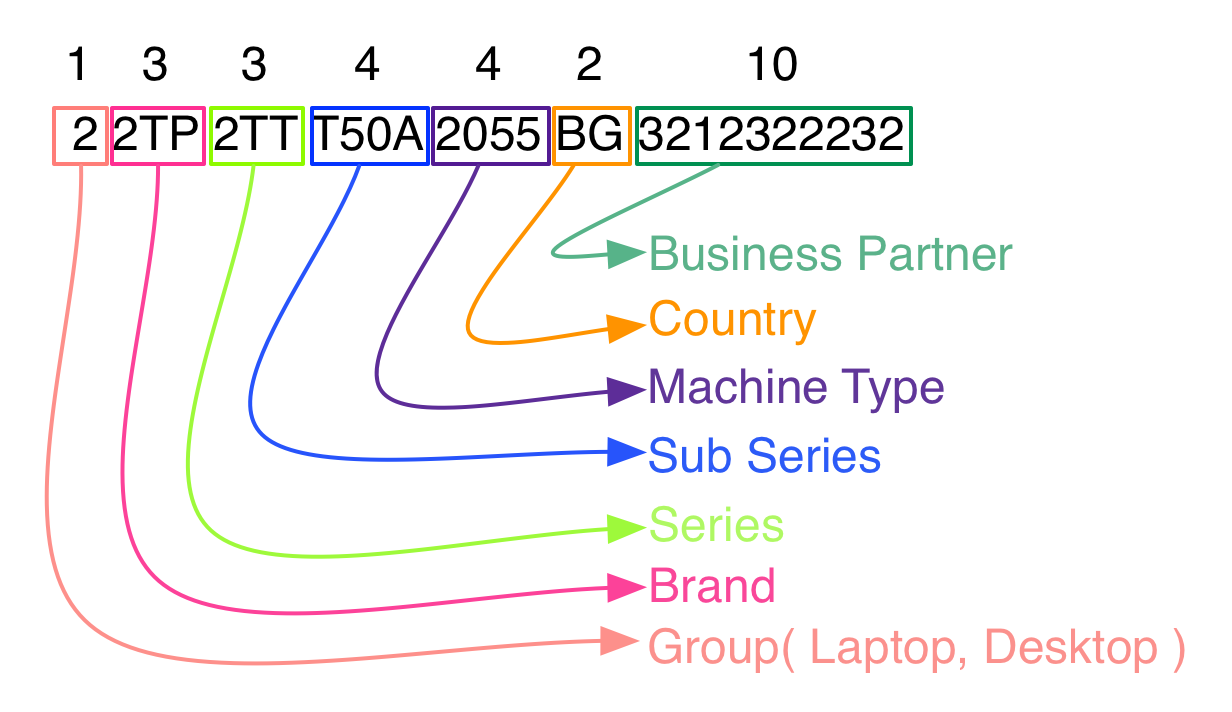 1 3 3 4 4 2 10
2 2TP 2TT T50A 2055 BG 3212322232
Business Partner
Country
Machine Type
Sub Series
Series
Brand
Group( Laptop, Desktop )